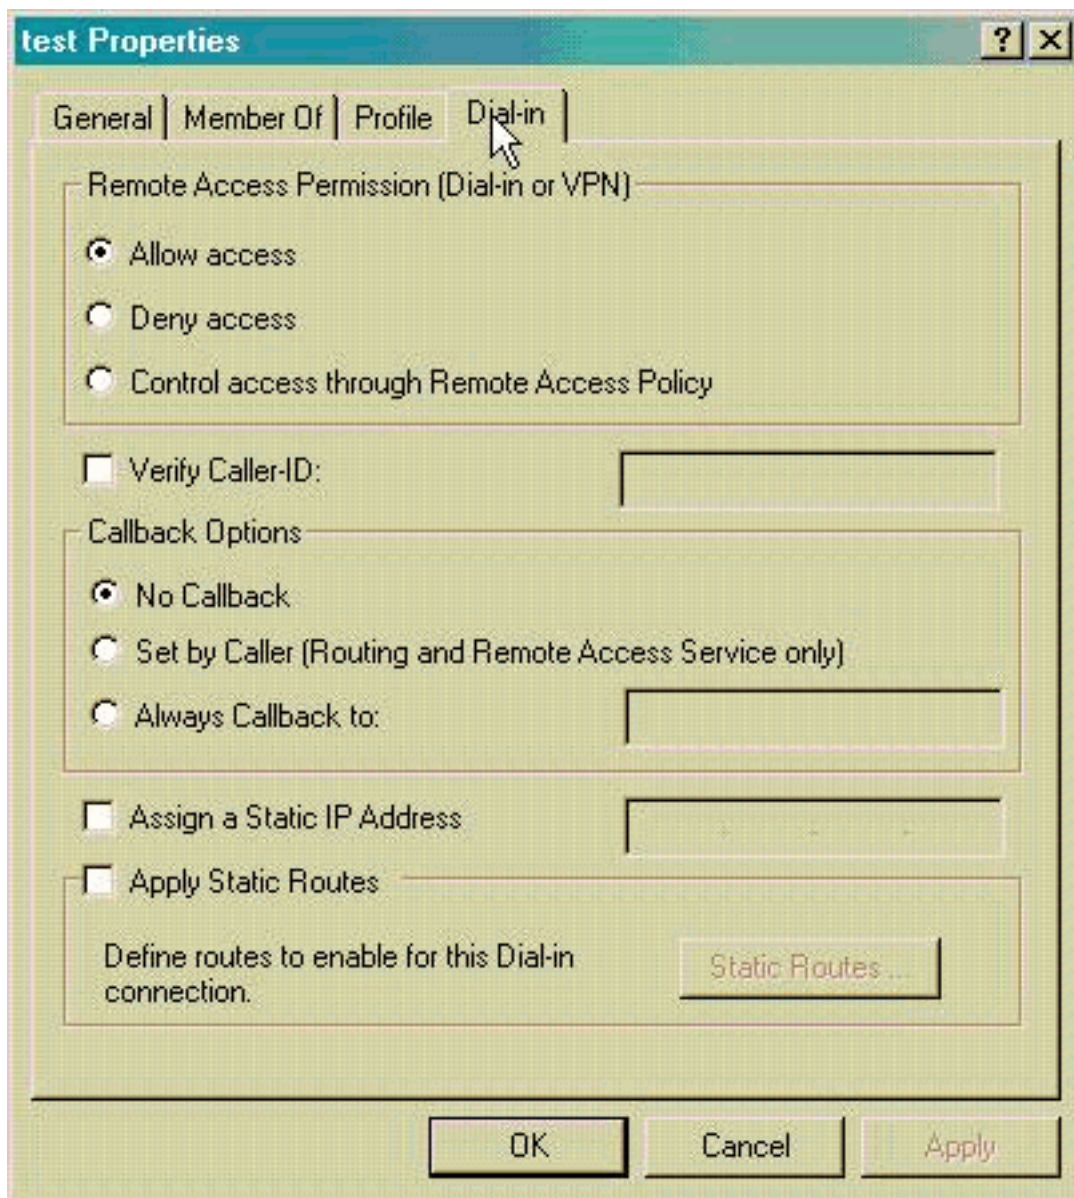 test Properties
General Member Of Profile Dial-in
Remote Access Permission (Dial-in or VPN)
Allow access
Deny access
Control access through Remote Access Policy
Verify Caller-ID:
Callback Options
No Callback
Set by Caller (Routing and Remote Access Service only)
Always Callback to:
Assign a Static IP Address
Apply Static Routes
Define routes to enable for this Dial-in
connection.
Static Routes ...
OK Cancel Apply